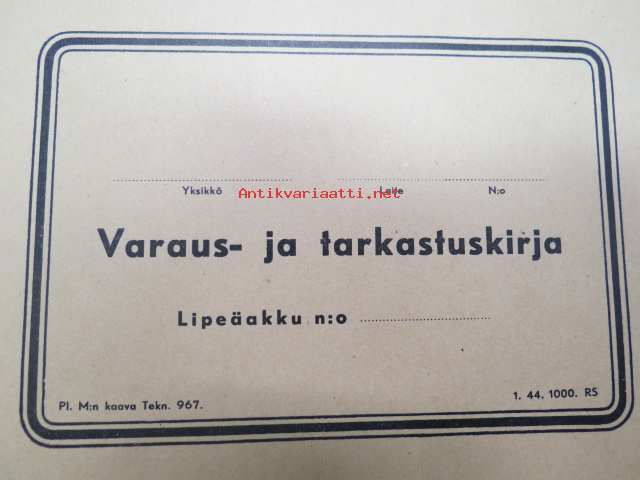 Yksikkö Laite N:o
Antikvariaatti.net
Varaus- ja tarkastuskirja
Lipeäakku n:o
Pl. M:n kaava Tekn. 967. 1. 44. 1000. RS